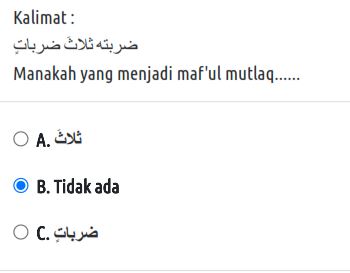 Kalimat :
ضربته ثلاثَ ضرباتٍ
Manakah yang menjadi maf'ul mutlaq......
A. ثلاثَ
B. Tidak ada
C. ضرباتٍ